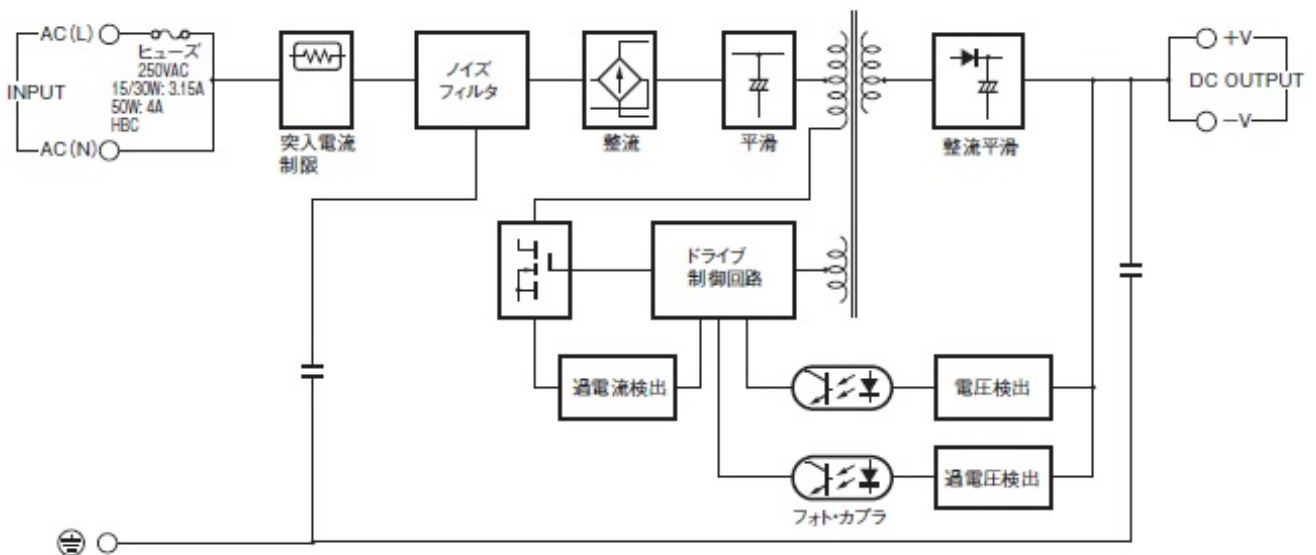 AC(L)
ヒューズ
250VAC
15/30W: 3.15A
50W: 4A
HBC
INPUT
AC(N)
突入電流
制限
ノイズ
フィルタ
整流
平滑
整流平滑
+V
DC OUTPUT
−V
ドライブ
制御回路
過電流検出
電圧検出
過電圧検出
フォト・カプラ